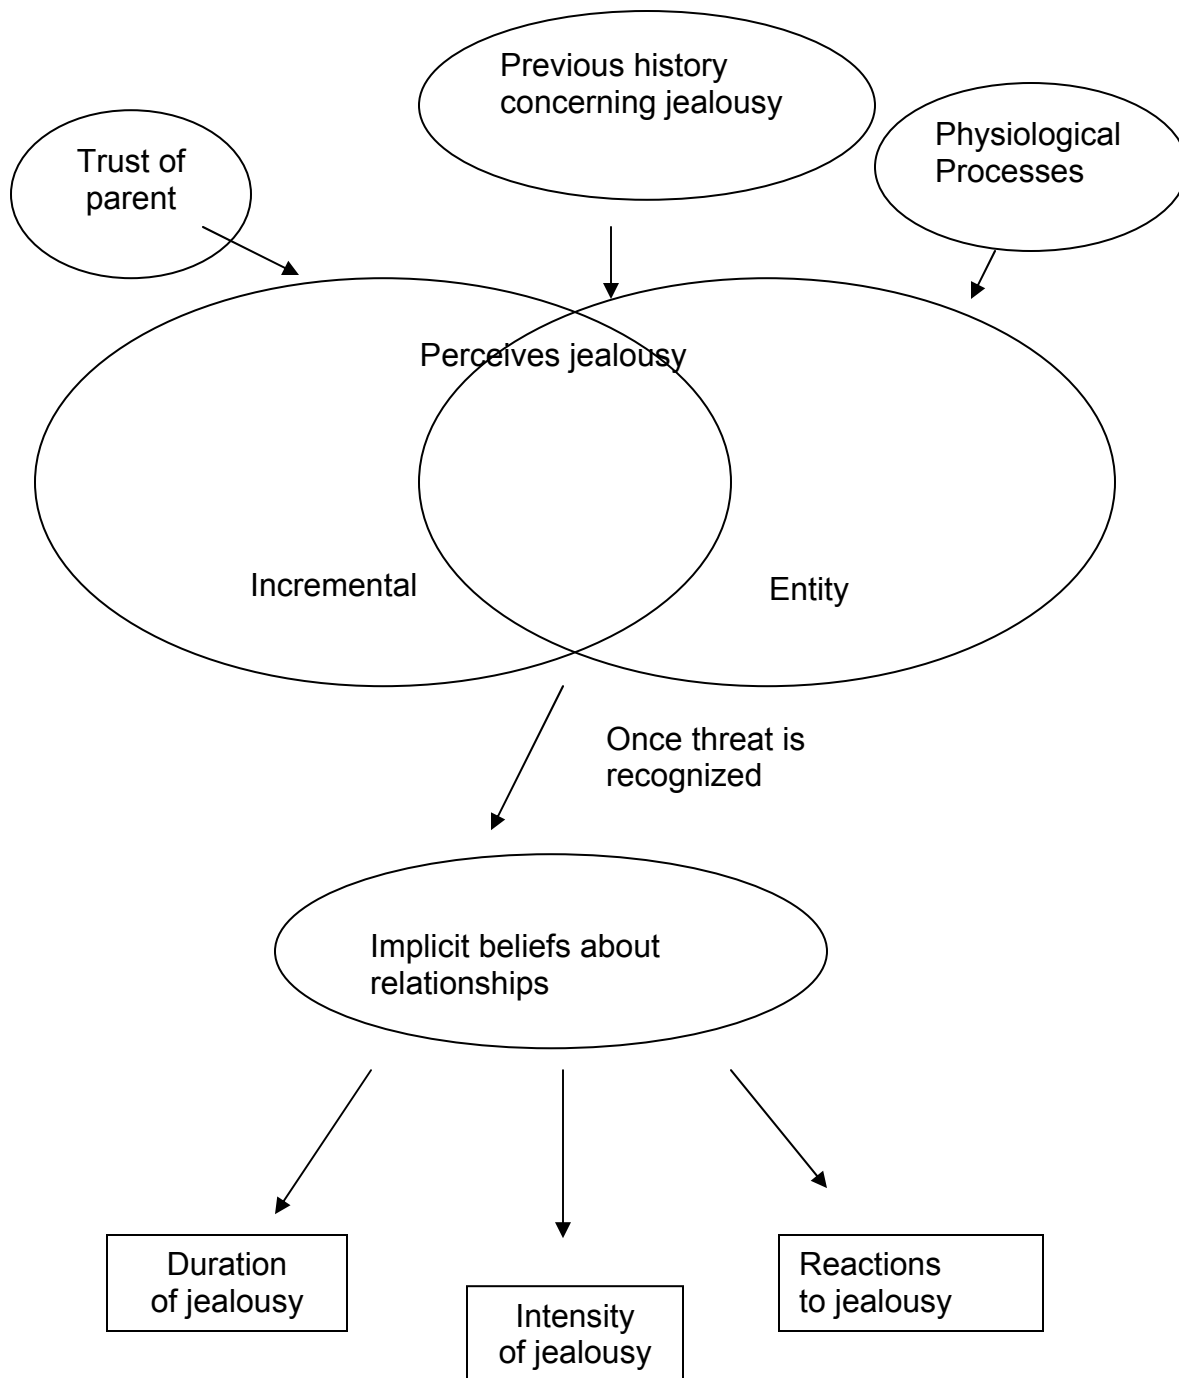 Previous history
concerning jealousy
Physiological
Processes
Trust of
parent
Perceives jealousy
Incremental
Entity
Once threat is
recognized
Implicit beliefs about
relationships
Duration
of jealousy
Intensity
of jealousy
Reactions
to jealousy